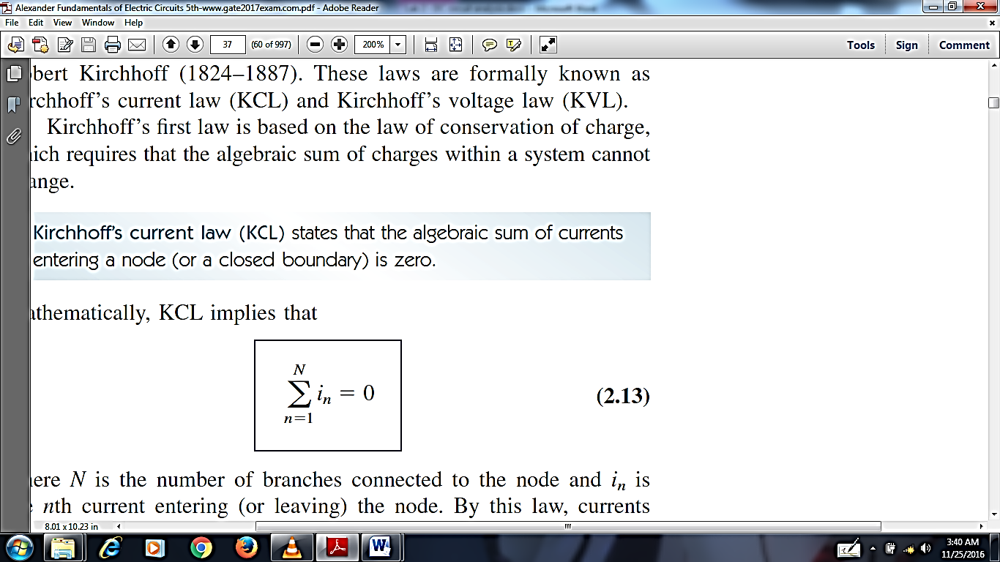 Alexander Fundamentals of Electric Circuits 5th-www.gate2017exam.com.pdf - Adobe Reader
File Edit View Window Help
37 (60 of 997) 200% Tools Sign Comment
bert Kirchhoff (1824–1887). These laws are formally known as
rchhoff's current law (KCL) and Kirchhoff's voltage law (KVL).
Kirchhoff's first law is based on the law of conservation of charge,
ich requires that the algebraic sum of charges within a system cannot
ange.
Kirchhoff's current law (KCL) states that the algebraic sum of currents
entering a node (or a closed boundary) is zero.
athematically, KCL implies that
N
∑ iₙ = 0 (2.13)
n=1
ere N is the number of branches connected to the node and iₙ is
e nth current entering (or leaving) the node. By this law, currents
8.01 x 10.23 in
3:40 AM
11/25/2016